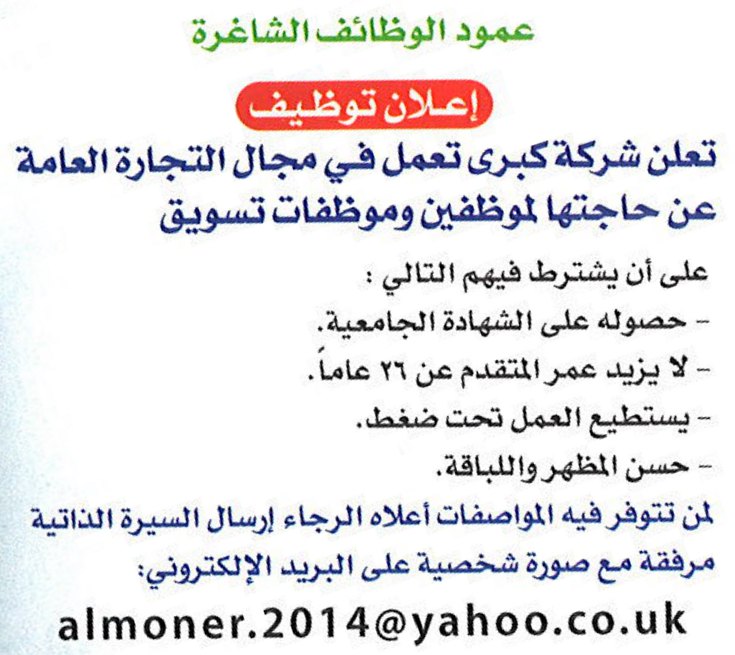 عمود الوظائف الشاغرة
إعلان توظيف
تعلن شركة كبرى تعمل في مجال التجارة العامة
عن حاجتها لموظفين وموظفات تسويق
على أن يشترط فيهم التالي :
- حصوله على الشهادة الجامعية.
- لا يزيد عمر المتقدم عن ٢٦ عاماً.
- يستطيع العمل تحت ضغط.
- حسن المظهر واللباقة.
لمن تتوفر فيه المواصفات أعلاه الرجاء إرسال السيرة الذاتية
مرفقة مع صورة شخصية على البريد الإلكتروني:
almoner.2014@yahoo.co.uk